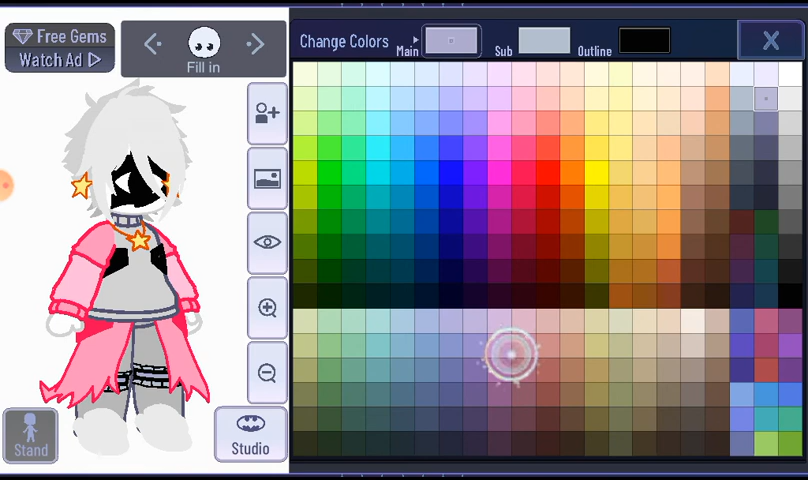 Free Gems
Watch Ad
Fill in
Change Colors
Main
Sub
Outline
Stand
Studio